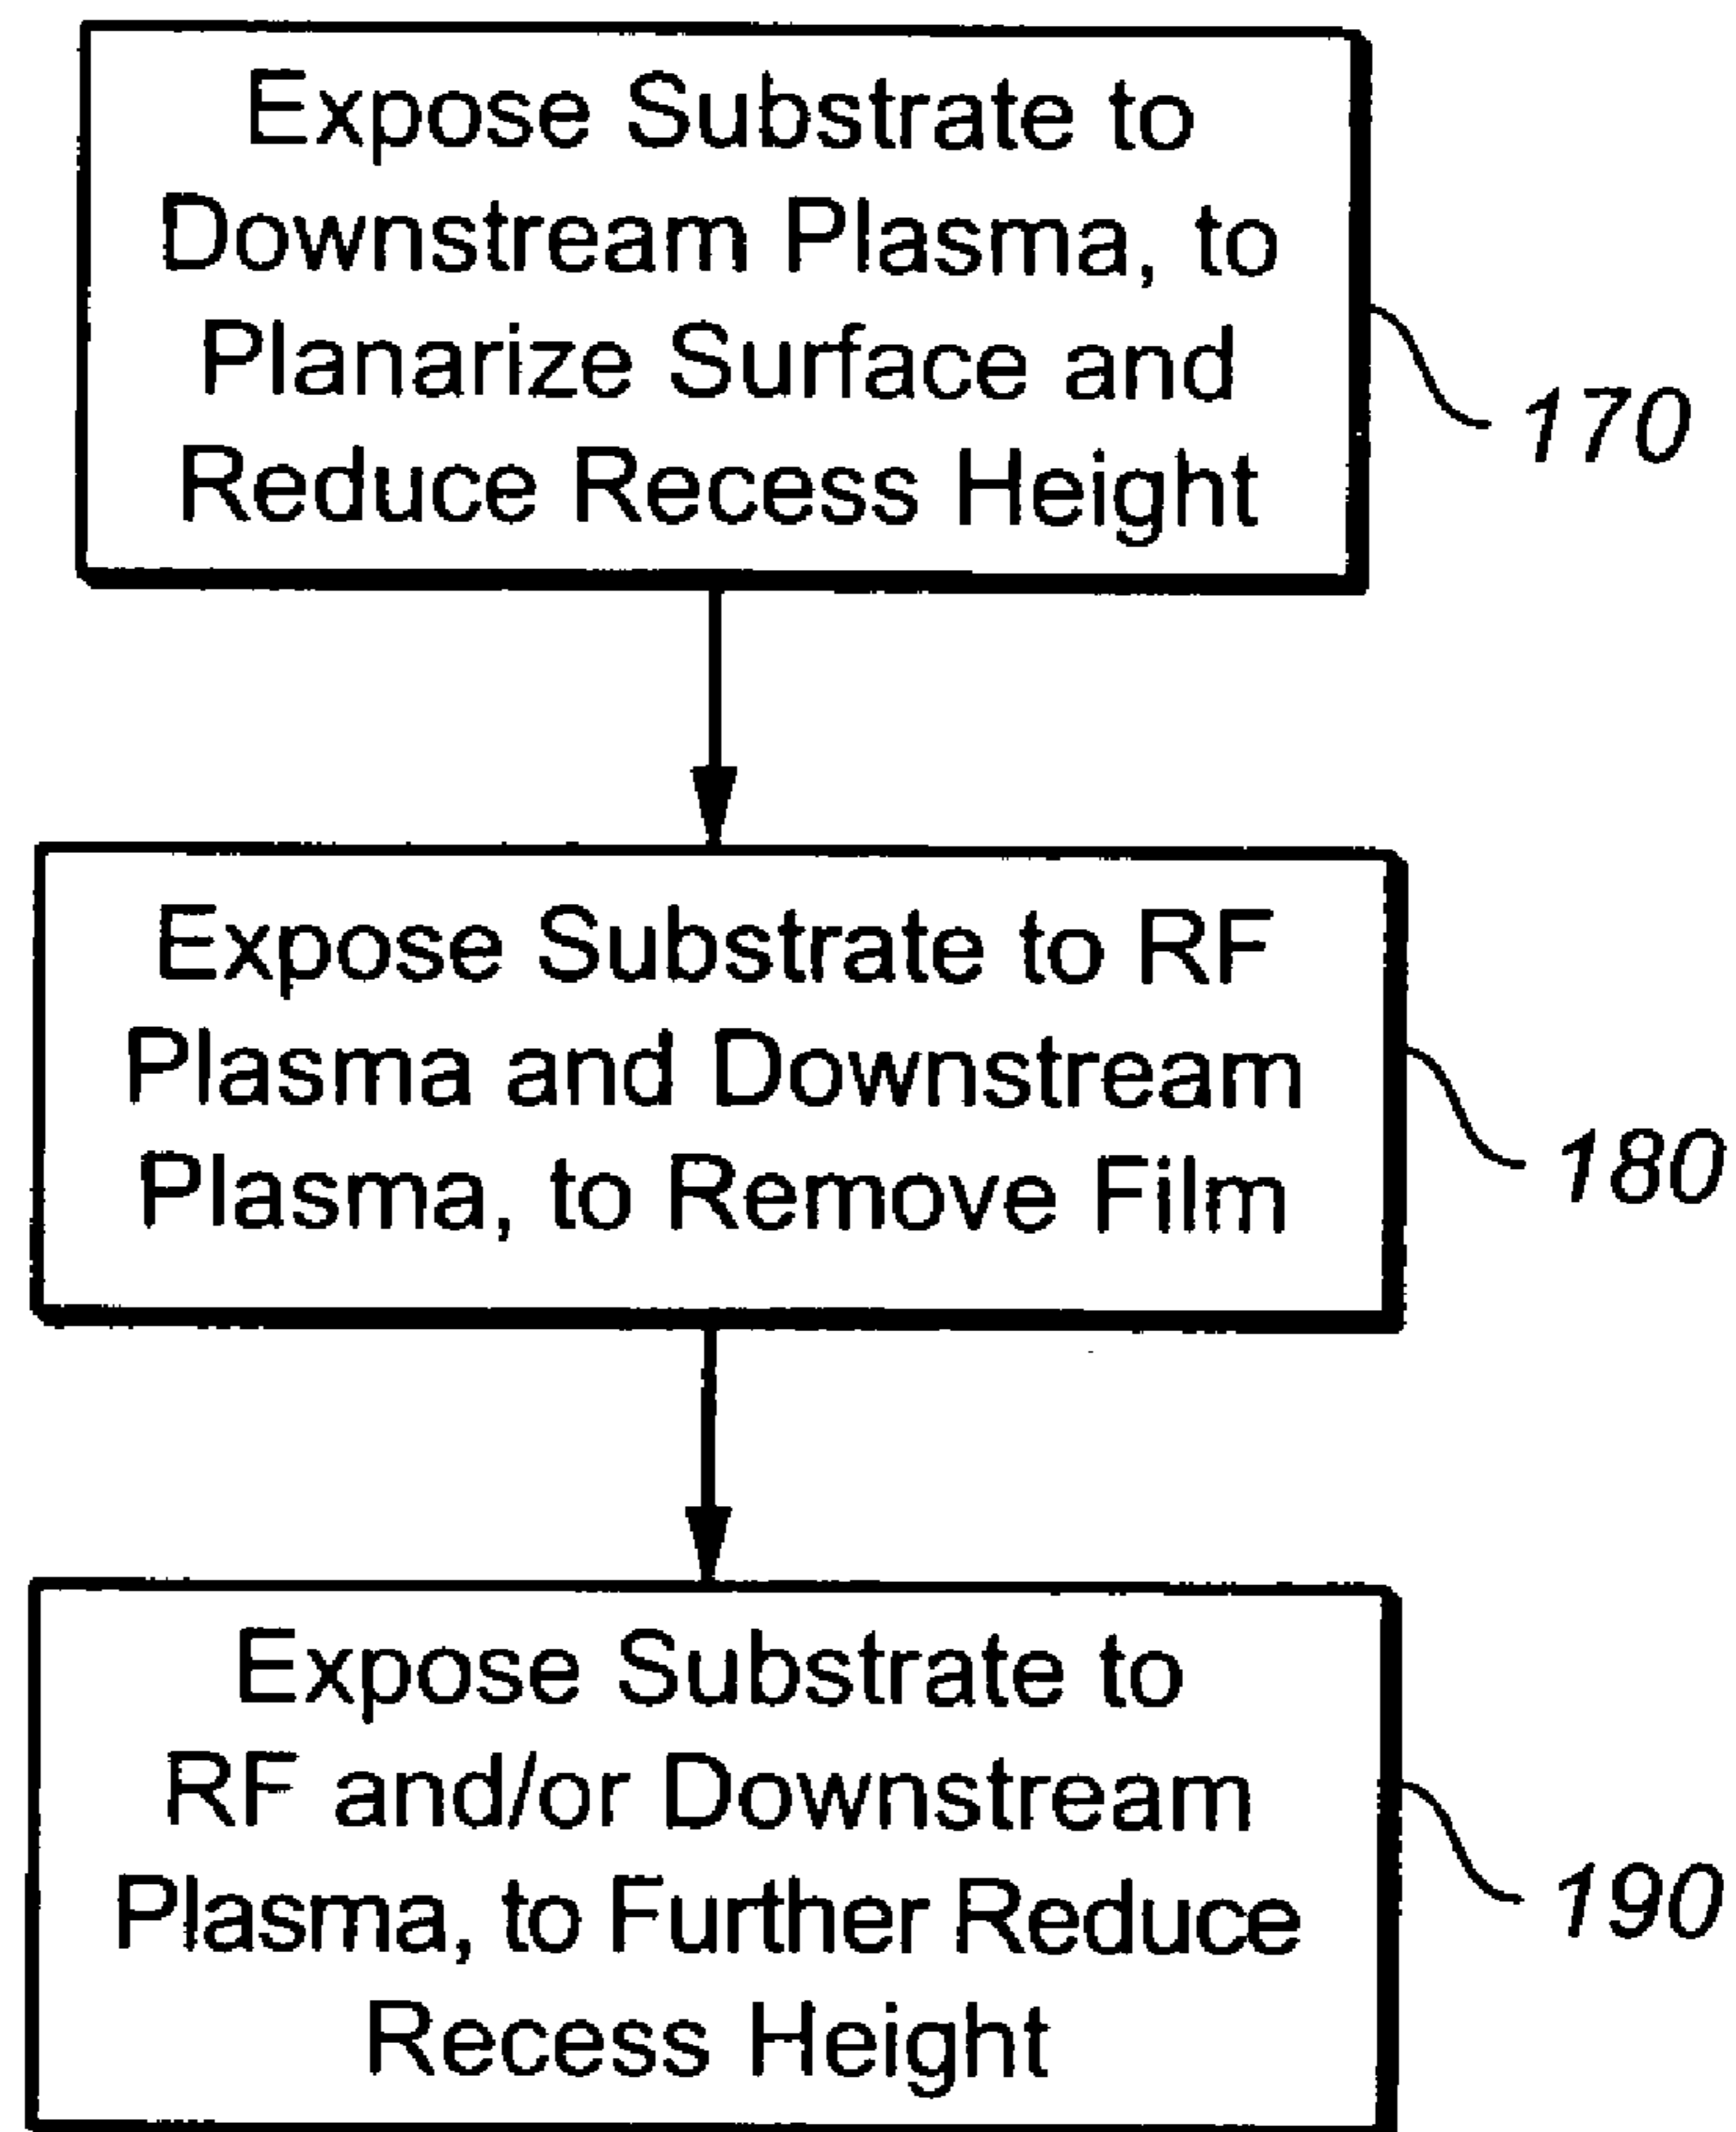 Expose Substrate to
Downstream Plasma, to
Planarize Surface and
Reduce Recess Height
170
Expose Substrate to RF
Plasma and Downstream
Plasma, to Remove Film
180
Expose Substrate to
RF and/or Downstream
Plasma, to Further Reduce
Recess Height
190